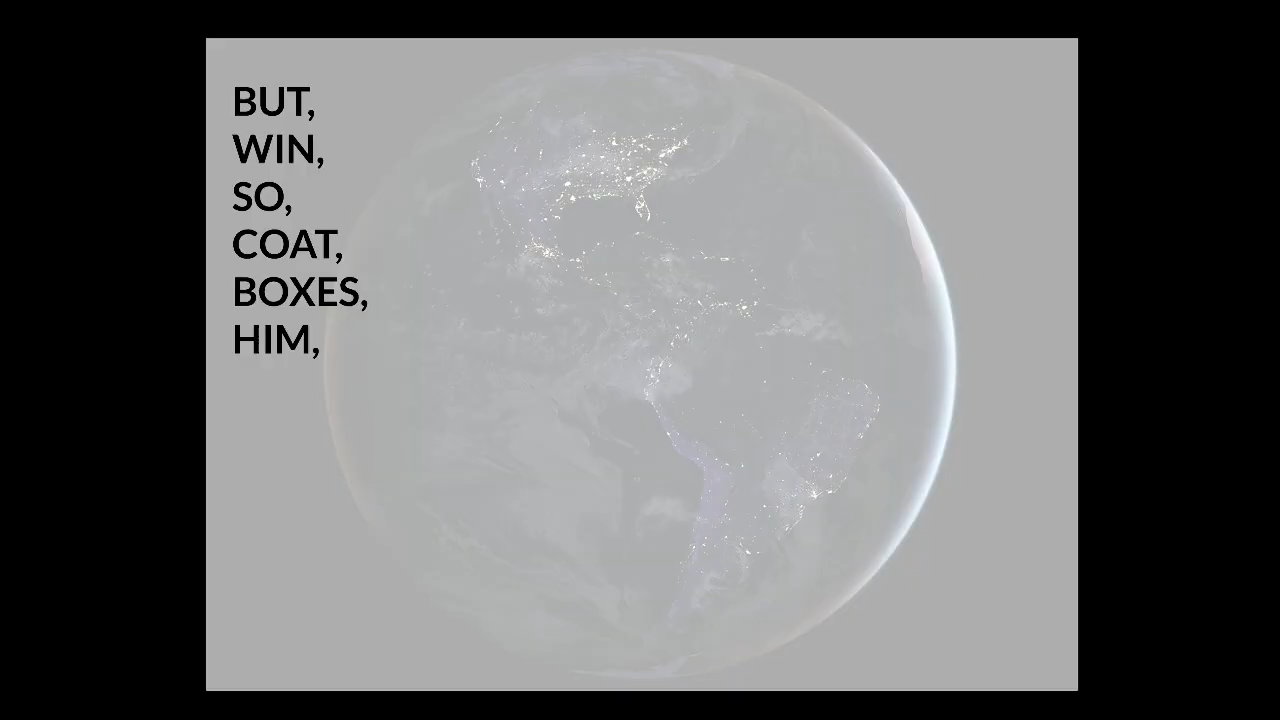 BUT,
WIN,
SO,
COAT,
BOXES,
HIM,